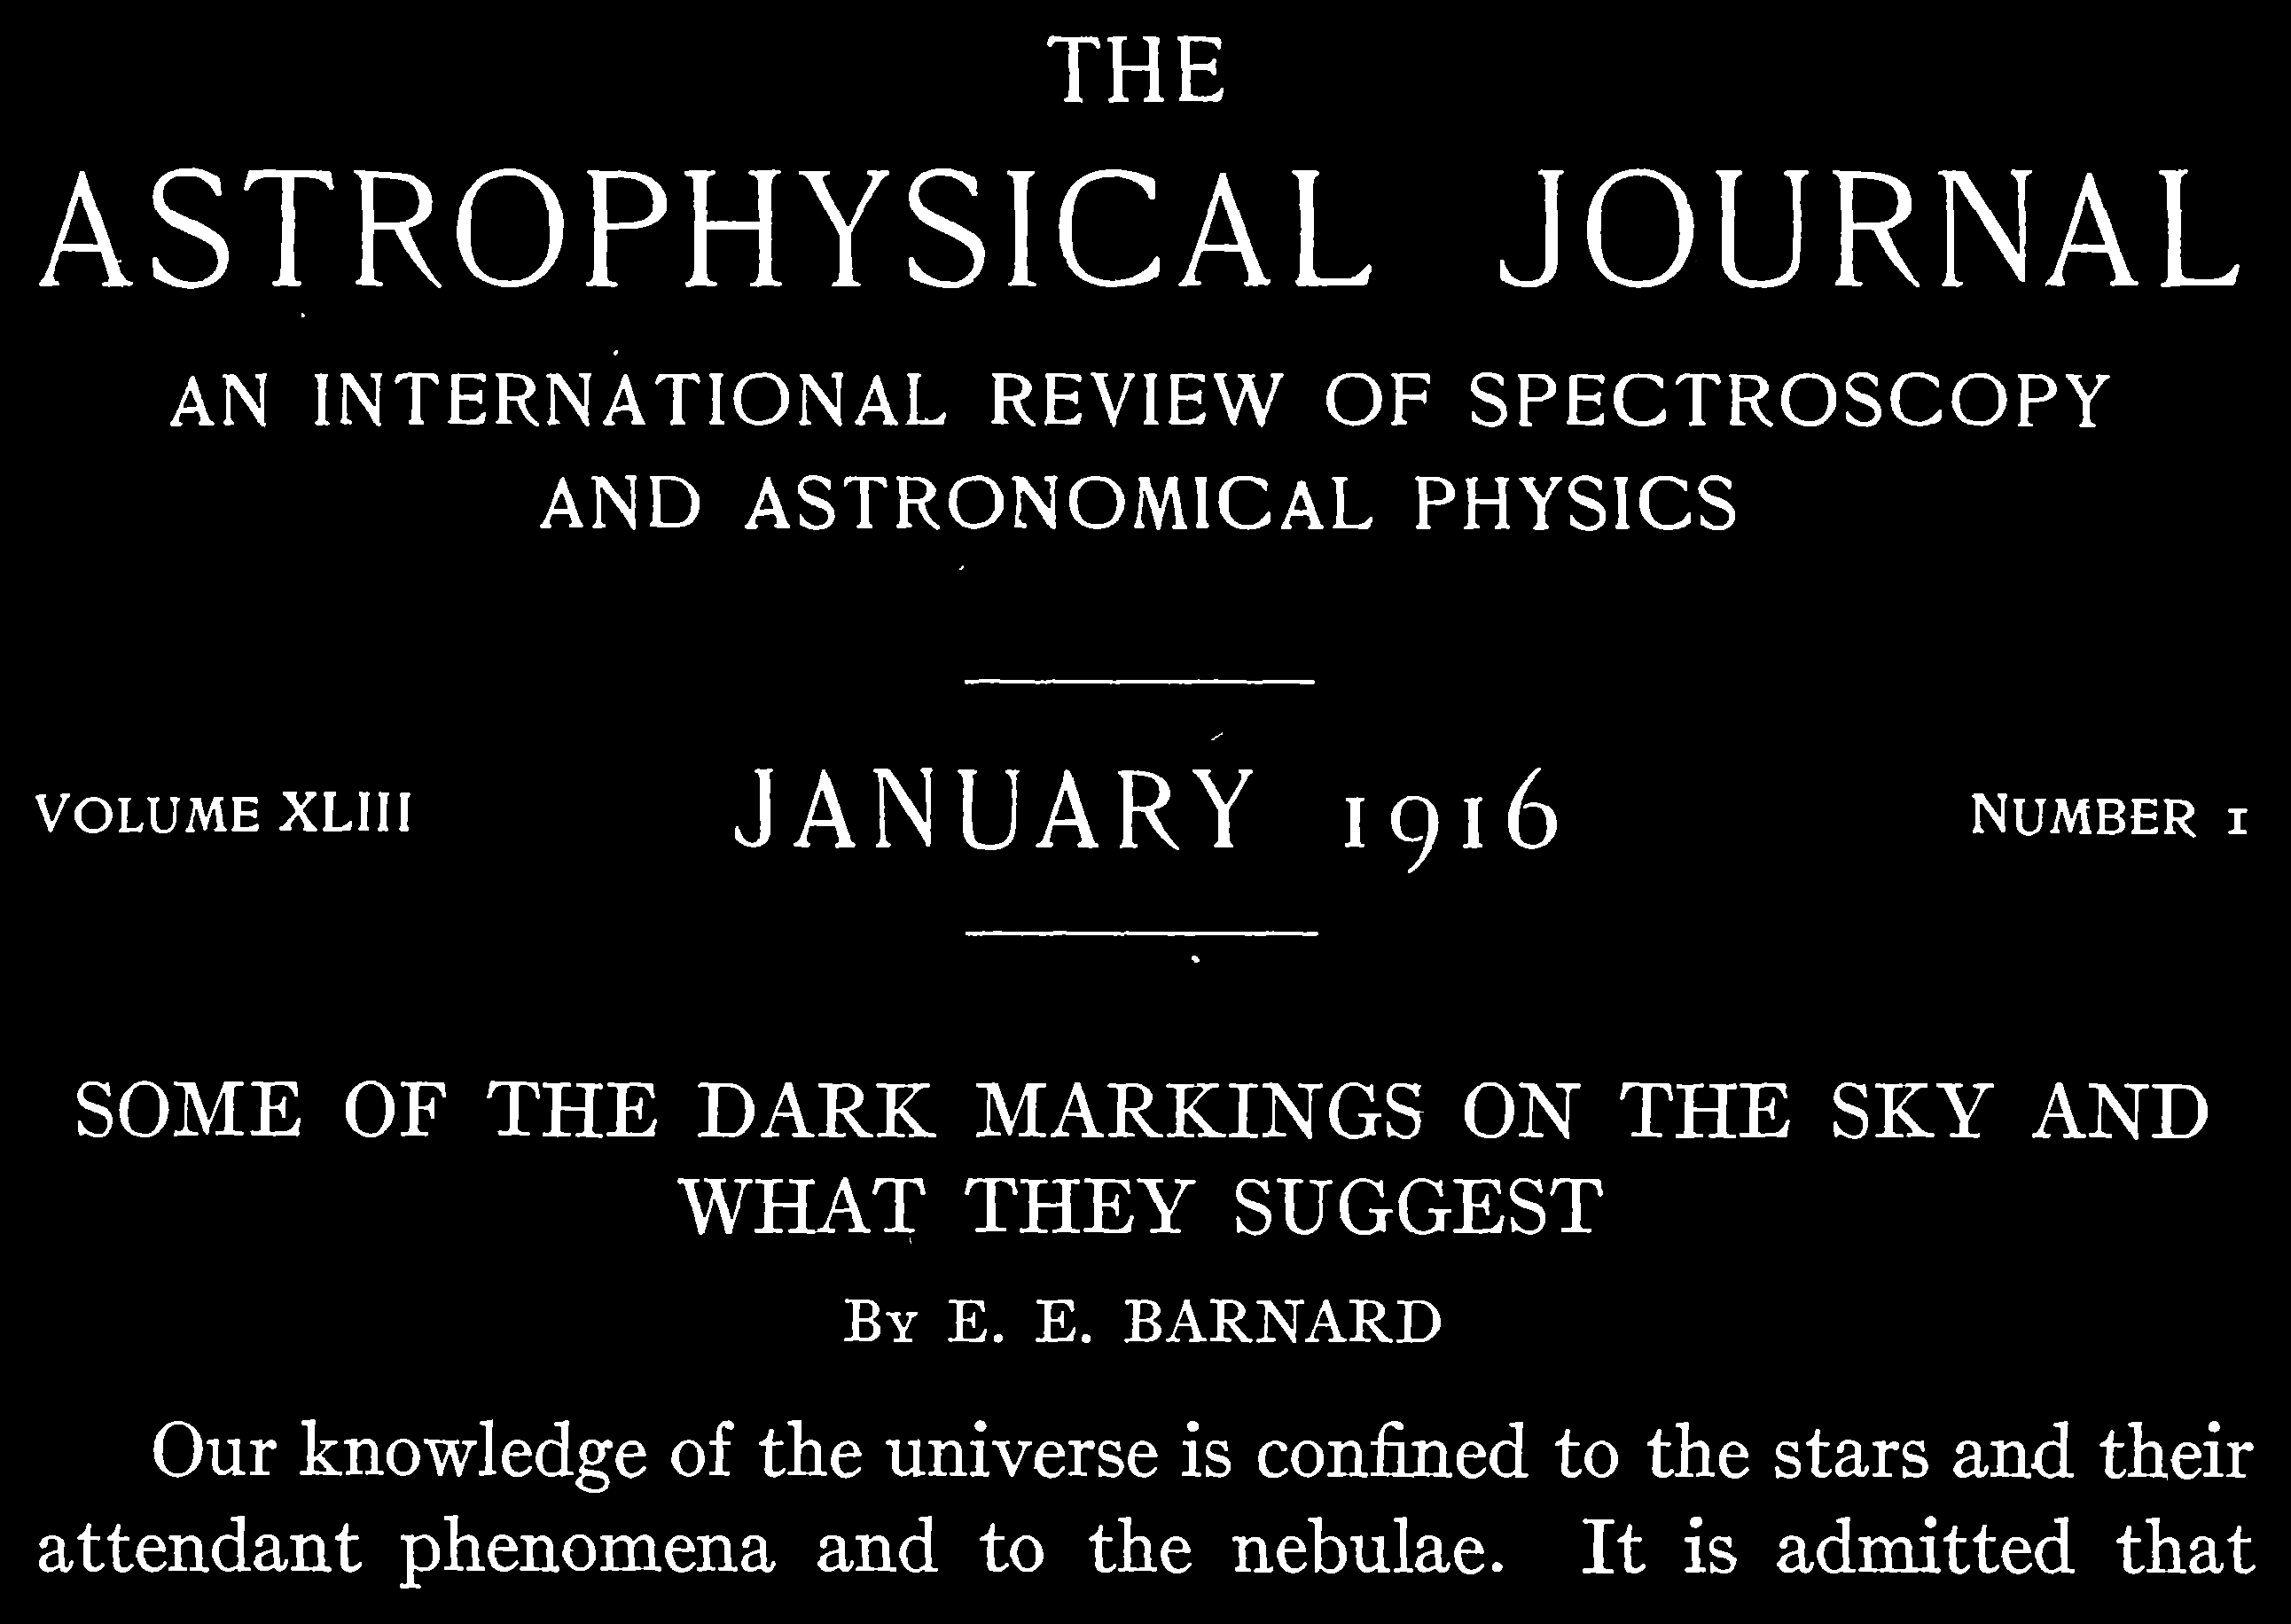 THE
ASTROPHYSICAL JOURNAL
AN INTERNATIONAL REVIEW OF SPECTROSCOPY
AND ASTRONOMICAL PHYSICS
VOLUME XLIII JANUARY 1916 NUMBER 1
SOME OF THE DARK MARKINGS ON THE SKY AND
WHAT THEY SUGGEST
BY E. E. BARNARD
Our knowledge of the universe is confined to the stars and their
attendant phenomena and to the nebulae. It is admitted that